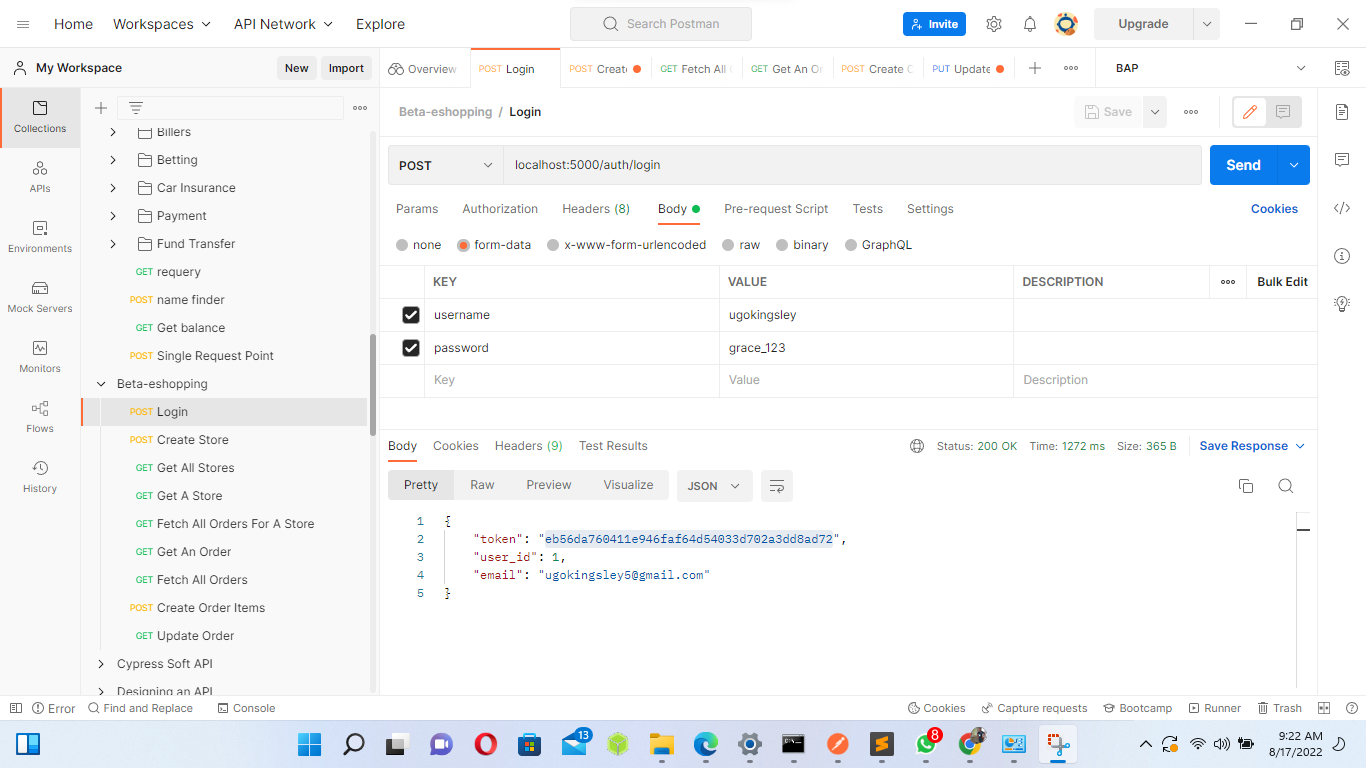 Home Workspaces API Network Explore Search Postman Invite Upgrade
My Workspace New Import Overview POST Login POST Create GET Fetch All GET Get An Or POST Create PUT Update BAP
Beta-eshopping / Login Save
Collections
APIs
Environments
Mock Servers
Monitors
Flows
History
Billers
Betting
Car Insurance
Payment
Fund Transfer
GET requery
POST name finder
GET Get balance
POST Single Request Point
Beta-eshopping
POST Login
POST Create Store
GET Get All Stores
GET Get A Store
GET Fetch All Orders For A Store
GET Get An Order
GET Fetch All Orders
POST Create Order Items
GET Update Order
Cypress Soft API
Designing an API
POST localhost:5000/auth/login Send
Params Authorization Headers (8) Body Pre-request Script Tests Settings Cookies
none form-data x-www-form-urlencoded raw binary GraphQL
KEY VALUE DESCRIPTION Bulk Edit
username ugokingsley
password grace_123
Key Value Description
Body Cookies Headers (9) Test Results Status: 200 OK Time: 1272 ms Size: 365 B Save Response
Pretty Raw Preview Visualize JSON
1 {
2 "token": "eb56da760411e946faf64d54033d702a3dd8ad72",
3 "user_id": 1,
4 "email": "ugokingsley5@gmail.com"
5 }
Error Find and Replace Console Cookies Capture requests Bootcamp Runner Trash
13 8 9:22 AM
8/17/2022